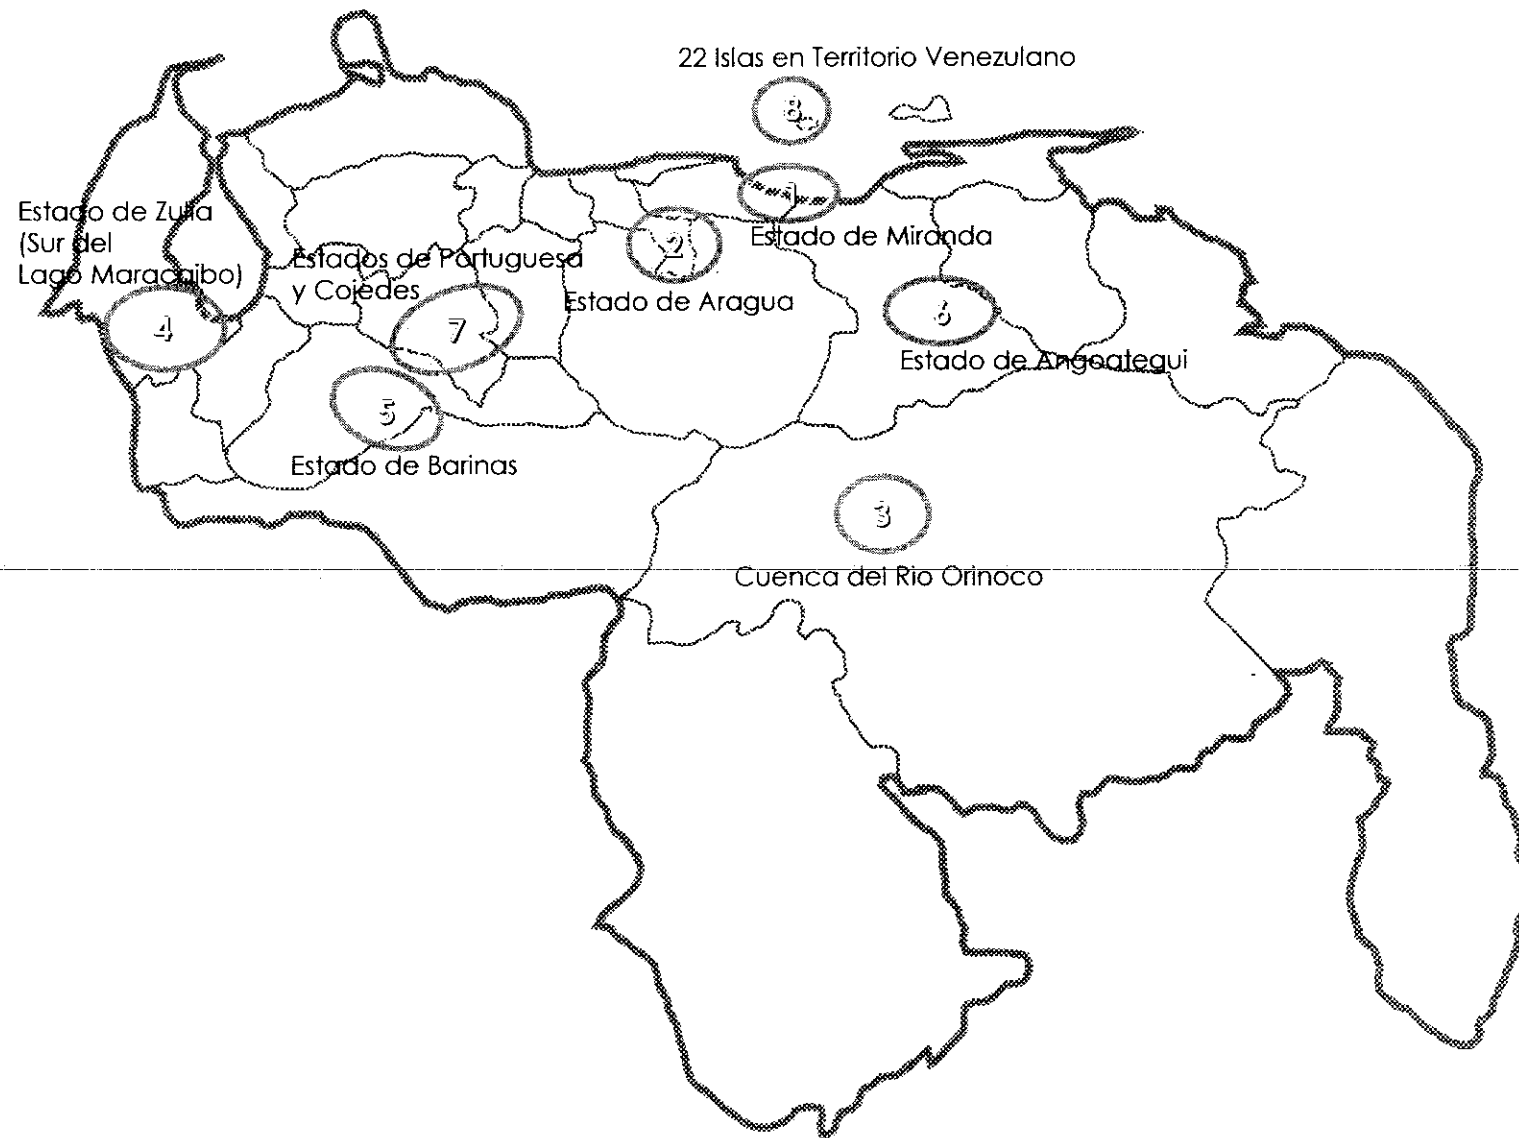 22 Islas en Territorio Venezulano
8
1
Estado de Zulia
(Sur del
Lago Maracaibo)
Estado de Miranda
2
Estados de Portuguesa
y Cojedes
Estado de Aragua
4
7
6
Estado de Angoategui
5
Estado de Barinas
3
Cuenca del Rio Orinoco